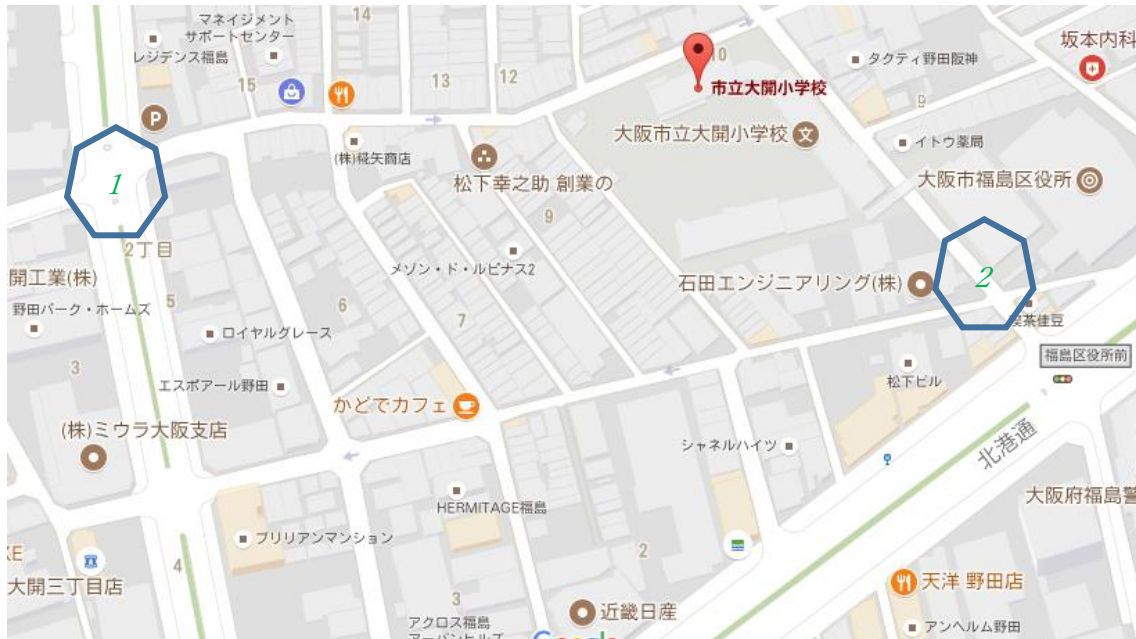 マネイジメント
サポートセンター
レジデンス福島
14
15
13
12
10
市立大開小学校
大阪市立大開小学校
文
タクティ野田阪神
坂本内科
9
イトウ薬局
大阪市福島区役所
P
(株)糀矢商店
松下幸之助 創業の
9
1
2丁目
開工業(株)
野田パーク・ホームズ
5
3
ロイヤルグレース
6
メゾン・ド・ルピナス2
7
石田エンジニアリング(株)
2
喫茶佳豆
福島区役所前
松下ビル
エスポアール野田
かどでカフェ
(株)ミウラ大阪支店
シャネルハイツ
北港通
大阪府福島警
HERMITAGE福島
ブリリアンマンション
KE
大開三丁目店
4
2
3
近畿日産
天洋 野田店
アクロス福島
アーバンヒルズ
アンヘルム野田
Google